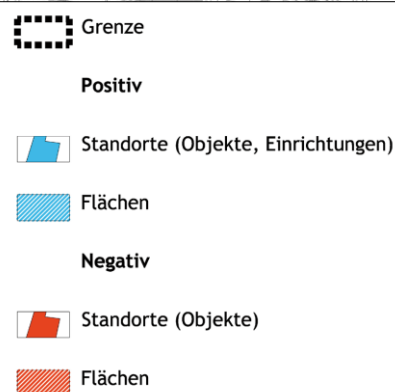 Grenze
Positiv
Standorte (Objekte, Einrichtungen)
Flächen
Negativ
Standorte (Objekte)
Flächen